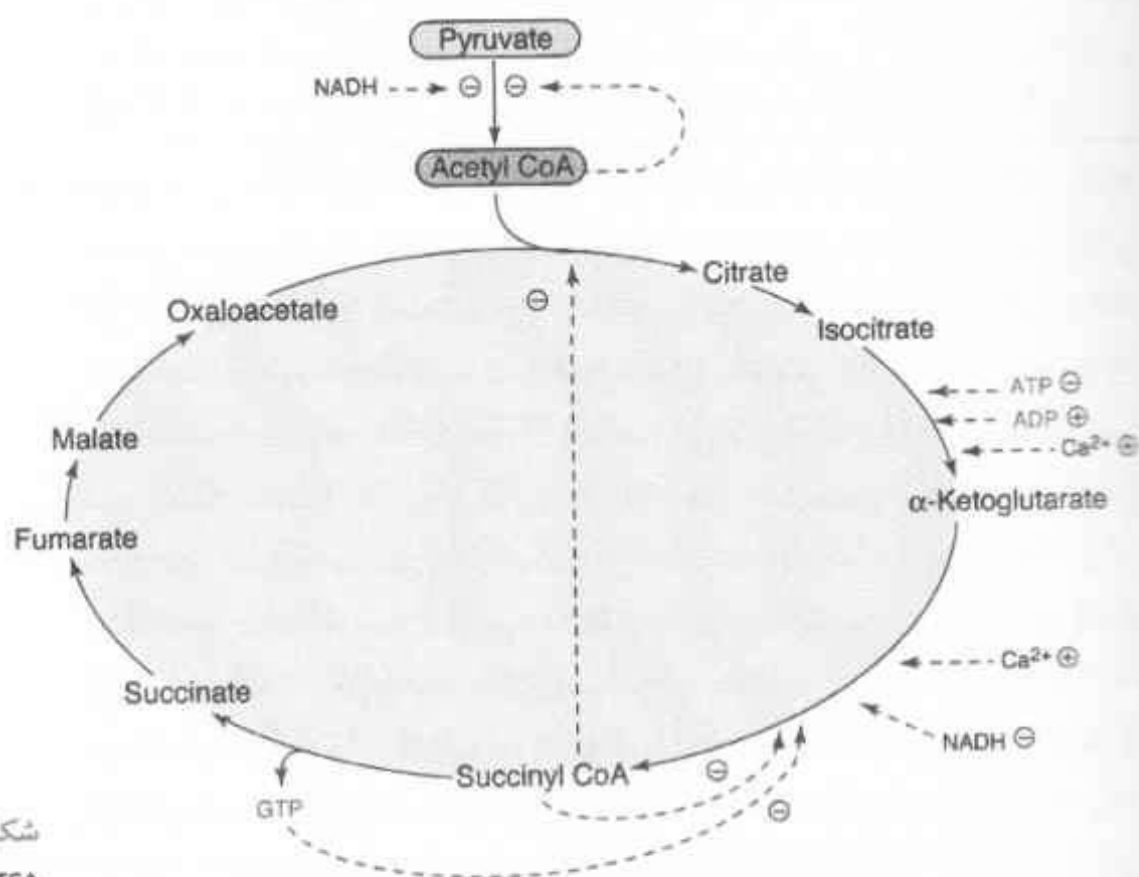 Pyruvate
NADH ⊖ ⊖
Acetyl CoA
⊖
Citrate
Oxaloacetate
Isocitrate
ATP ⊖
ADP ⊕
Malate
Ca²⁺ ⊕
α-Ketoglutarate
Fumarate
Ca²⁺ ⊕
Succinate
NADH ⊖
Succinyl CoA
⊖
GTP
⊖